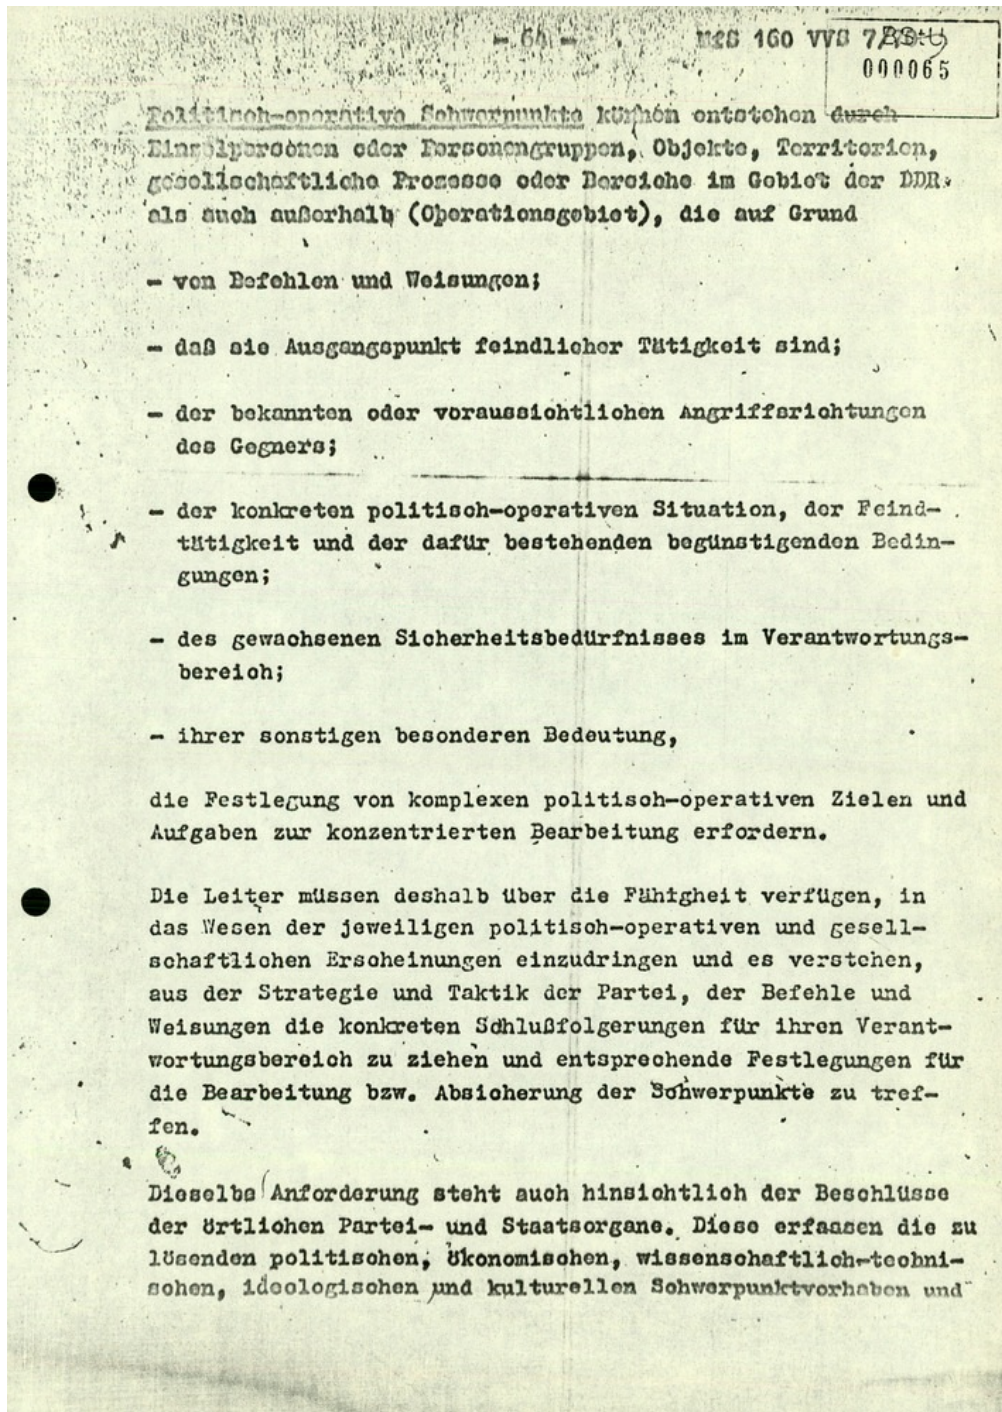 - 64 - MfS 160 VVS 7/
BStU
000065
Politisch-operative Schwerpunkte können entstehen durch
Einzelpersonen oder Personengruppen, Objekte, Territorien,
gesellschaftliche Prozesse oder Bereiche im Gebiet der DDR
als auch außerhalb (Operationsgebiet), die auf Grund
- von Befehlen und Weisungen;
- daß sie Ausgangspunkt feindlicher Tätigkeit sind;
- der bekannten oder voraussichtlichen Angriffsrichtungen
des Gegners;
- der konkreten politisch-operativen Situation, der Feind-
tätigkeit und der dafür bestehenden begünstigenden Bedin-
gungen;
- des gewachsenen Sicherheitsbedürfnisses im Verantwortungs-
bereich;
- ihrer sonstigen besonderen Bedeutung,
die Festlegung von komplexen politisch-operativen Zielen und
Aufgaben zur konzentrierten Bearbeitung erfordern.
Die Leiter müssen deshalb über die Fähigheit verfügen, in
das Wesen der jeweiligen politisch-operativen und gesell-
schaftlichen Erscheinungen einzudringen und es verstehen,
aus der Strategie und Taktik der Partei, der Befehle und
Weisungen die konkreten Schlußfolgerungen für ihren Verant-
wortungsbereich zu ziehen und entsprechende Festlegungen für
die Bearbeitung bzw. Absicherung der Schwerpunkte zu tref-
fen.
Dieselbe Anforderung steht auch hinsichtlich der Beschlüsse
der örtlichen Partei- und Staatsorgane. Diese erfassen die zu
lösenden politischen, ökonomischen, wissenschaftlich-techni-
schen, ideologischen und kulturellen Schwerpunktvorhaben und